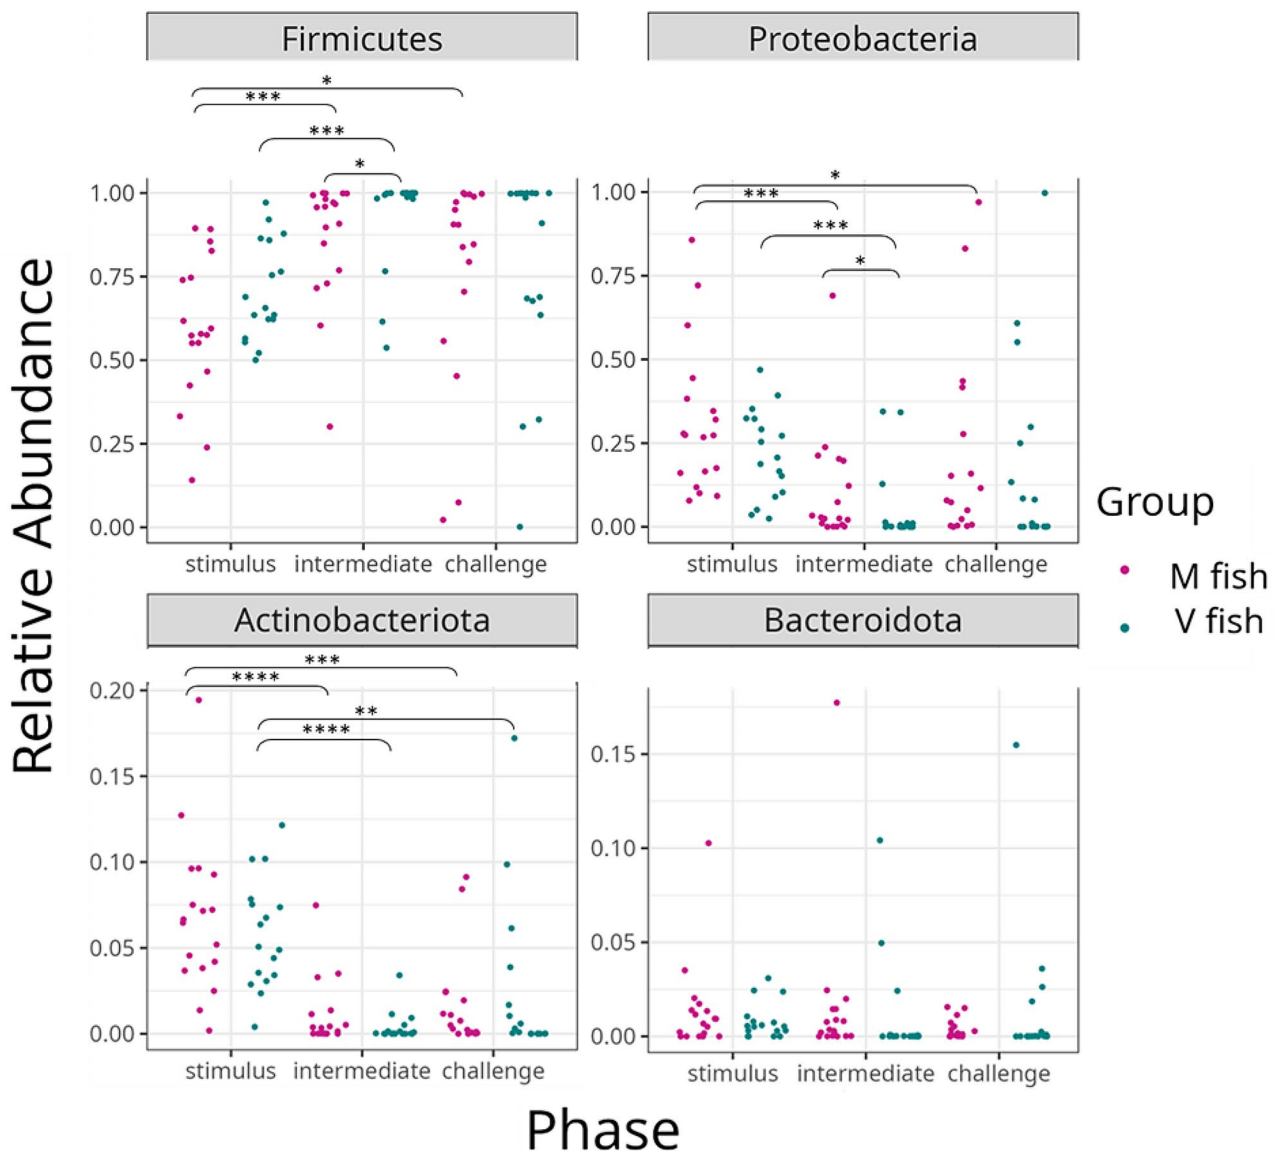 Firmicutes
Proteobacteria
*
***
***
*
*
***
***
*
1.00
0.75
0.50
0.25
0.00
1.00
0.75
0.50
0.25
0.00
stimulus intermediate challenge
stimulus intermediate challenge
Relative Abundance
Group
M fish
V fish
Actinobacteriota
Bacteroidota
***
****
**
****
0.20
0.15
0.10
0.05
0.00
0.15
0.10
0.05
0.00
stimulus intermediate challenge
stimulus intermediate challenge
Phase